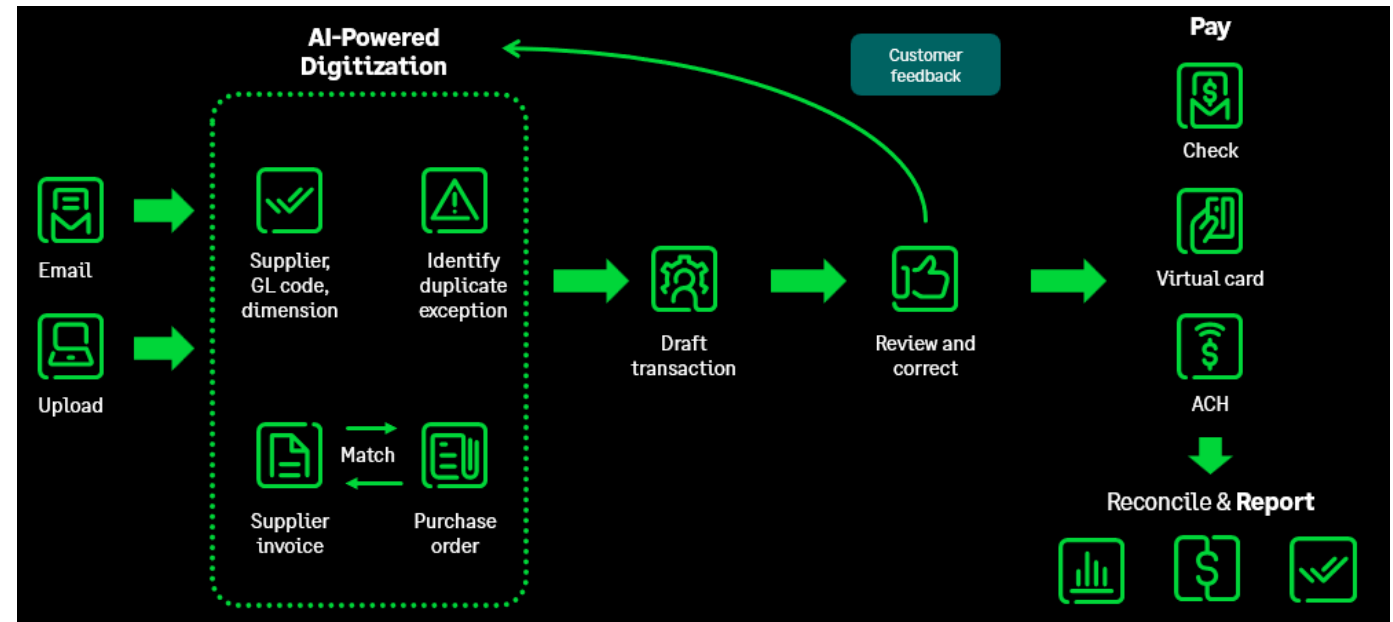 AI-Powered
Digitization
Customer
feedback
Pay
Check
Email
Upload
Supplier,
GL code,
dimension
Identify
duplicate
exception
Match
Supplier
invoice
Purchase
order
Draft
transaction
Review and
correct
Virtual card
ACH
Reconcile & Report